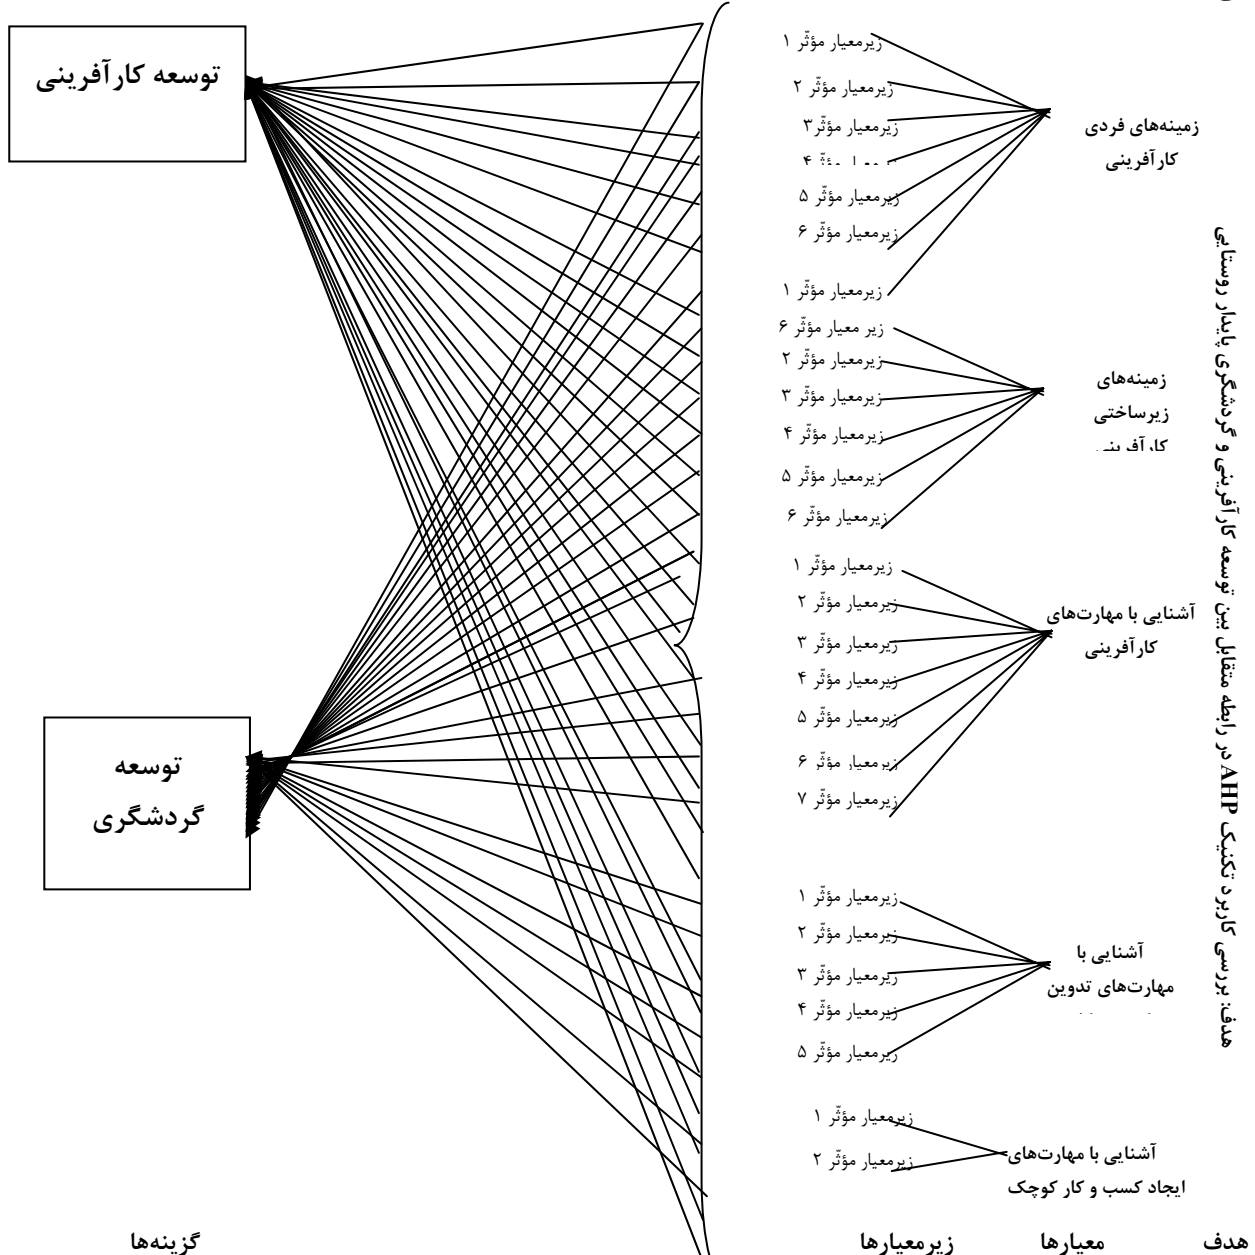 هدف: بررسی کاربرد تکنیک AHP در رابطه متقابل بین توسعه کارآفرینی و گردشگری پایدار روستایی
زمینه‌های فردی
کارآفرینی
زیرمعیار مؤثّر ۱
زیرمعیار مؤثّر ۲
زیرمعیار مؤثّر۳
زیرمعیار مؤثّر ۴
زیرمعیار مؤثّر ۵
زیرمعیار مؤثّر ۶
زمینه‌های
زیرساختی
کارآفرینی
زیرمعیار مؤثّر ۱
زیر معیار مؤثّر ۶
زیرمعیار مؤثّر ۲
زیرمعیار مؤثّر ۳
زیرمعیار مؤثّر ۴
زیرمعیار مؤثّر ۵
زیرمعیار مؤثّر ۶
آشنایی با مهارت‌های
کارآفرینی
زیرمعیار مؤثّر ۱
زیرمعیار مؤثّر ۲
زیرمعیار مؤثّر ۳
زیرمعیار مؤثّر ۴
زیرمعیار مؤثّر ۵
زیرمعیار مؤثّر ۶
زیرمعیار مؤثّر ۷
آشنایی با
مهارت‌های تدوین
زیرمعیار مؤثّر ۱
زیرمعیار مؤثّر ۲
زیرمعیار مؤثّر ۳
زیرمعیار مؤثّر ۴
زیرمعیار مؤثّر ۵
آشنایی با مهارت‌های
ایجاد کسب و کار کوچک
زیرمعیار مؤثّر ۱
زیرمعیار مؤثّر ۲
توسعه کارآفرینی
توسعه
گردشگری
هدف
معیارها
زیرمعیارها
گزینه‌ها